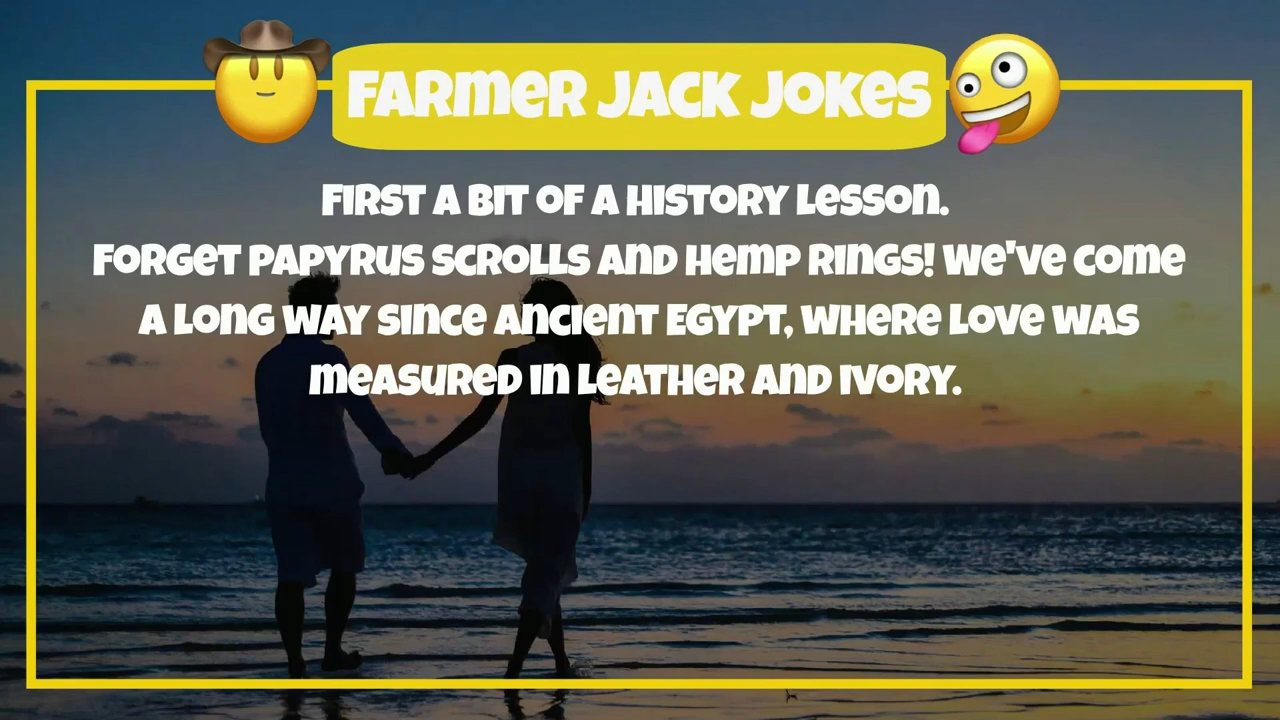 FARMER JACK JOKES
FIRST A BIT OF A HISTORY LESSON.
FORGET PAPYRUS SCROLLS AND HEMP RINGS! WE'VE COME
A LONG WAY SINCE ANCIENT EGYPT, WHERE LOVE WAS
MEASURED IN LEATHER AND IVORY.